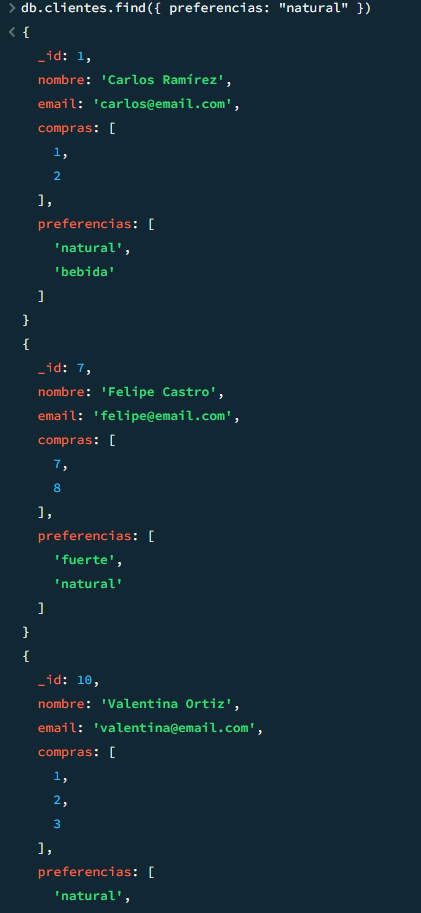 > db.clientes.find({ preferencias: "natural" })
< {
_id: 1,
nombre: 'Carlos Ramírez',
email: 'carlos@email.com',
compras: [
1,
2
],
preferencias: [
'natural',
'bebida'
]
}
{
_id: 7,
nombre: 'Felipe Castro',
email: 'felipe@email.com',
compras: [
7,
8
],
preferencias: [
'fuerte',
'natural'
]
}
{
_id: 10,
nombre: 'Valentina Ortiz',
email: 'valentina@email.com',
compras: [
1,
2,
3
],
preferencias: [
'natural',